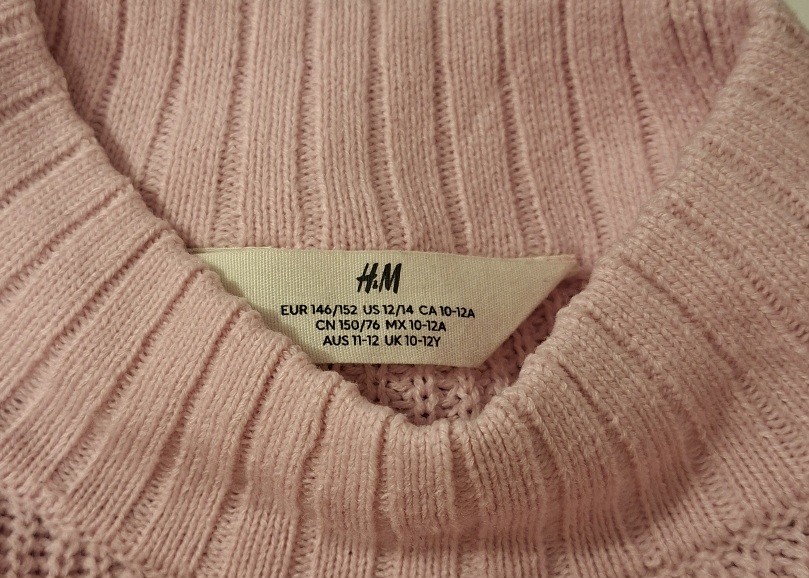 H&M
EUR 146/152 US 12/14 CA 10-12A
CN 150/76 MX 10-12A
AUS 11-12 UK 10-12Y